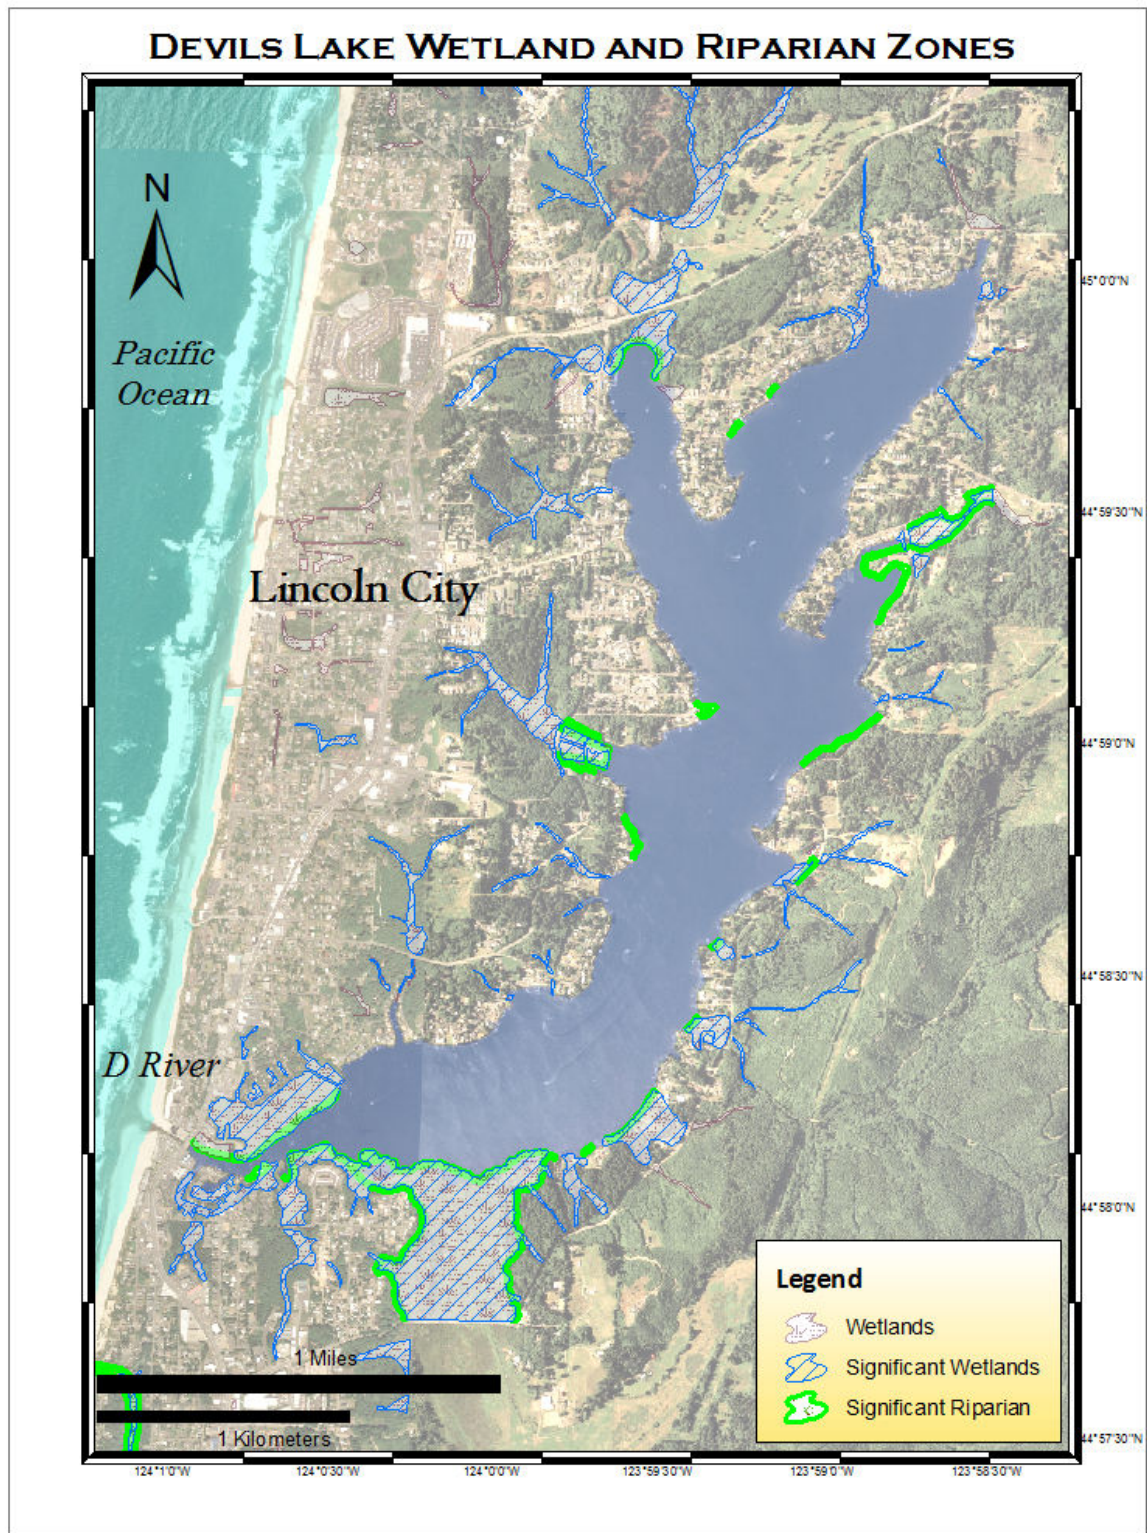 DEVILS LAKE WETLAND AND RIPARIAN ZONES
N
Pacific
Ocean
45°0'0"N
44°59'30"N
Lincoln City
44°59'0"N
44°58'30"N
D River
44°58'0"N
Legend
Wetlands
Significant Wetlands
Significant Riparian
1 Miles
1 Kilometers
44°57'30"N
124°1'0"W
124°0'30"W
124°0'0"W
123°59'30"W
123°59'0"W
123°58'30"W